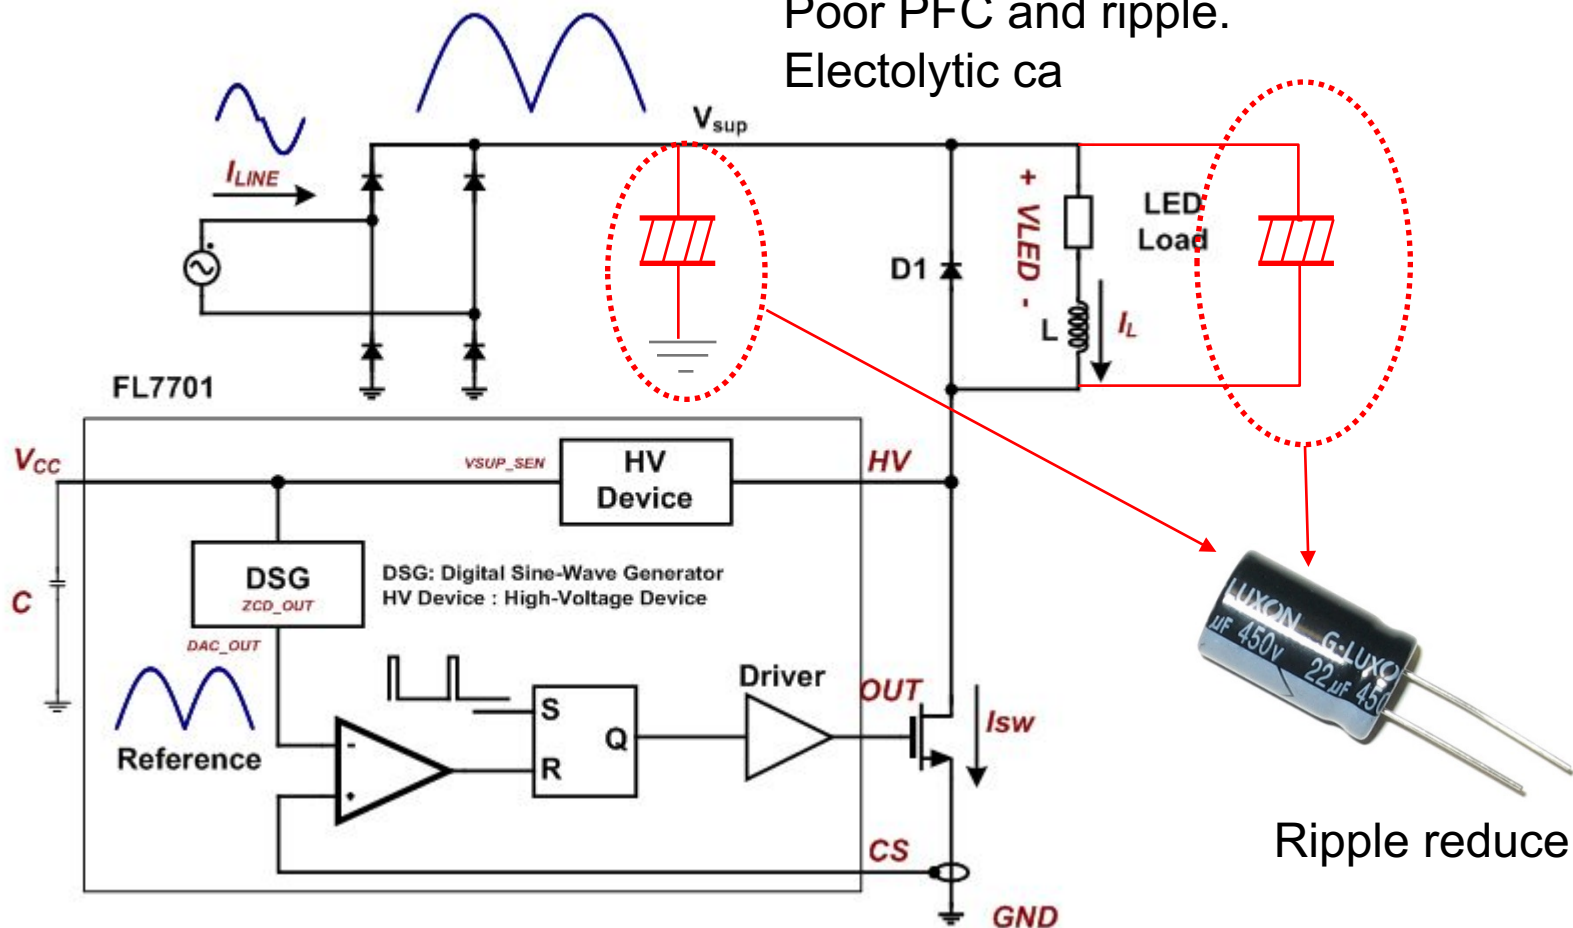 Poor PFC and ripple.
Electolytic ca
Vsup
ILINE
+ VLED -
LED
Load
D1
L
IL
FL7701
VCC
VSUP_SEN
HV
Device
HV
DSG
ZCD_OUT
DSG: Digital Sine-Wave Generator
HV Device : High-Voltage Device
C
DAC_OUT
Reference
-
+
S
R
Q
Driver
OUT
Isw
CS
GND
LUXON G-LUXO
µF 450v 22µF 450
Ripple reduce